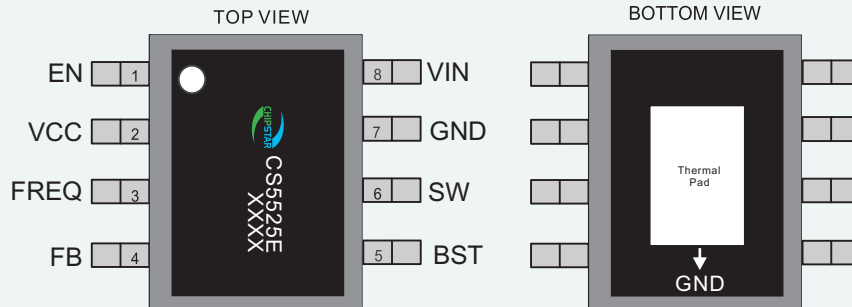 TOP VIEW
BOTTOM VIEW
EN 1
VCC 2
FREQ 3
FB 4
8 VIN
7 GND
6 SW
5 BST
CHIPSTAR
CS5525E
XXXX
Thermal
Pad
GND